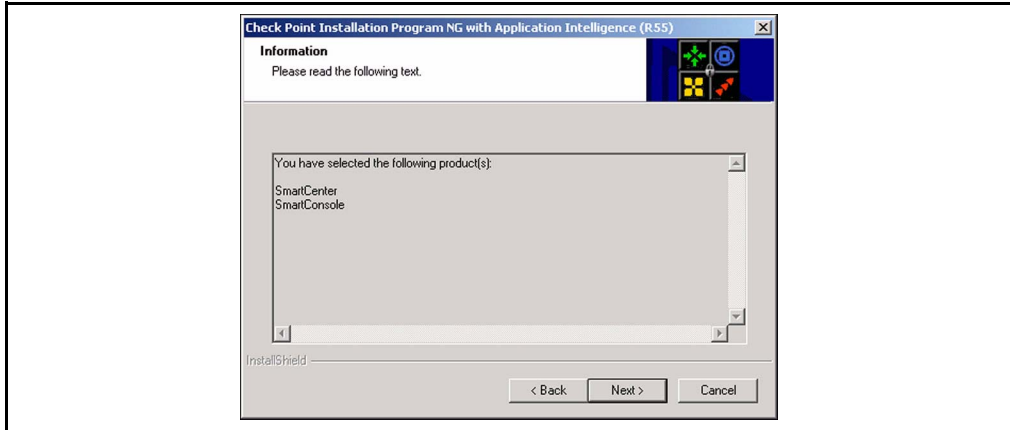 Check Point Installation Program NG with Application Intelligence (R55)
Information
Please read the following text.
You have selected the following product(s):
SmartCenter
SmartConsole
InstallShield
< Back
Next >
Cancel